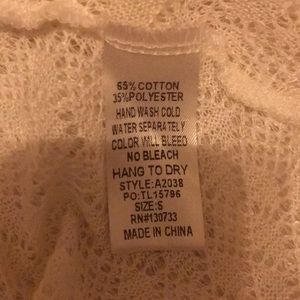 65% COTTON
35% POLYESTER
HAND WASH COLD
WATER SEPARATELY
COLOR WILL BLEED
NO BLEACH
HANG TO DRY
STYLE:A2038
PO:TL15796
SIZE:S
RN#130733
MADE IN CHINA